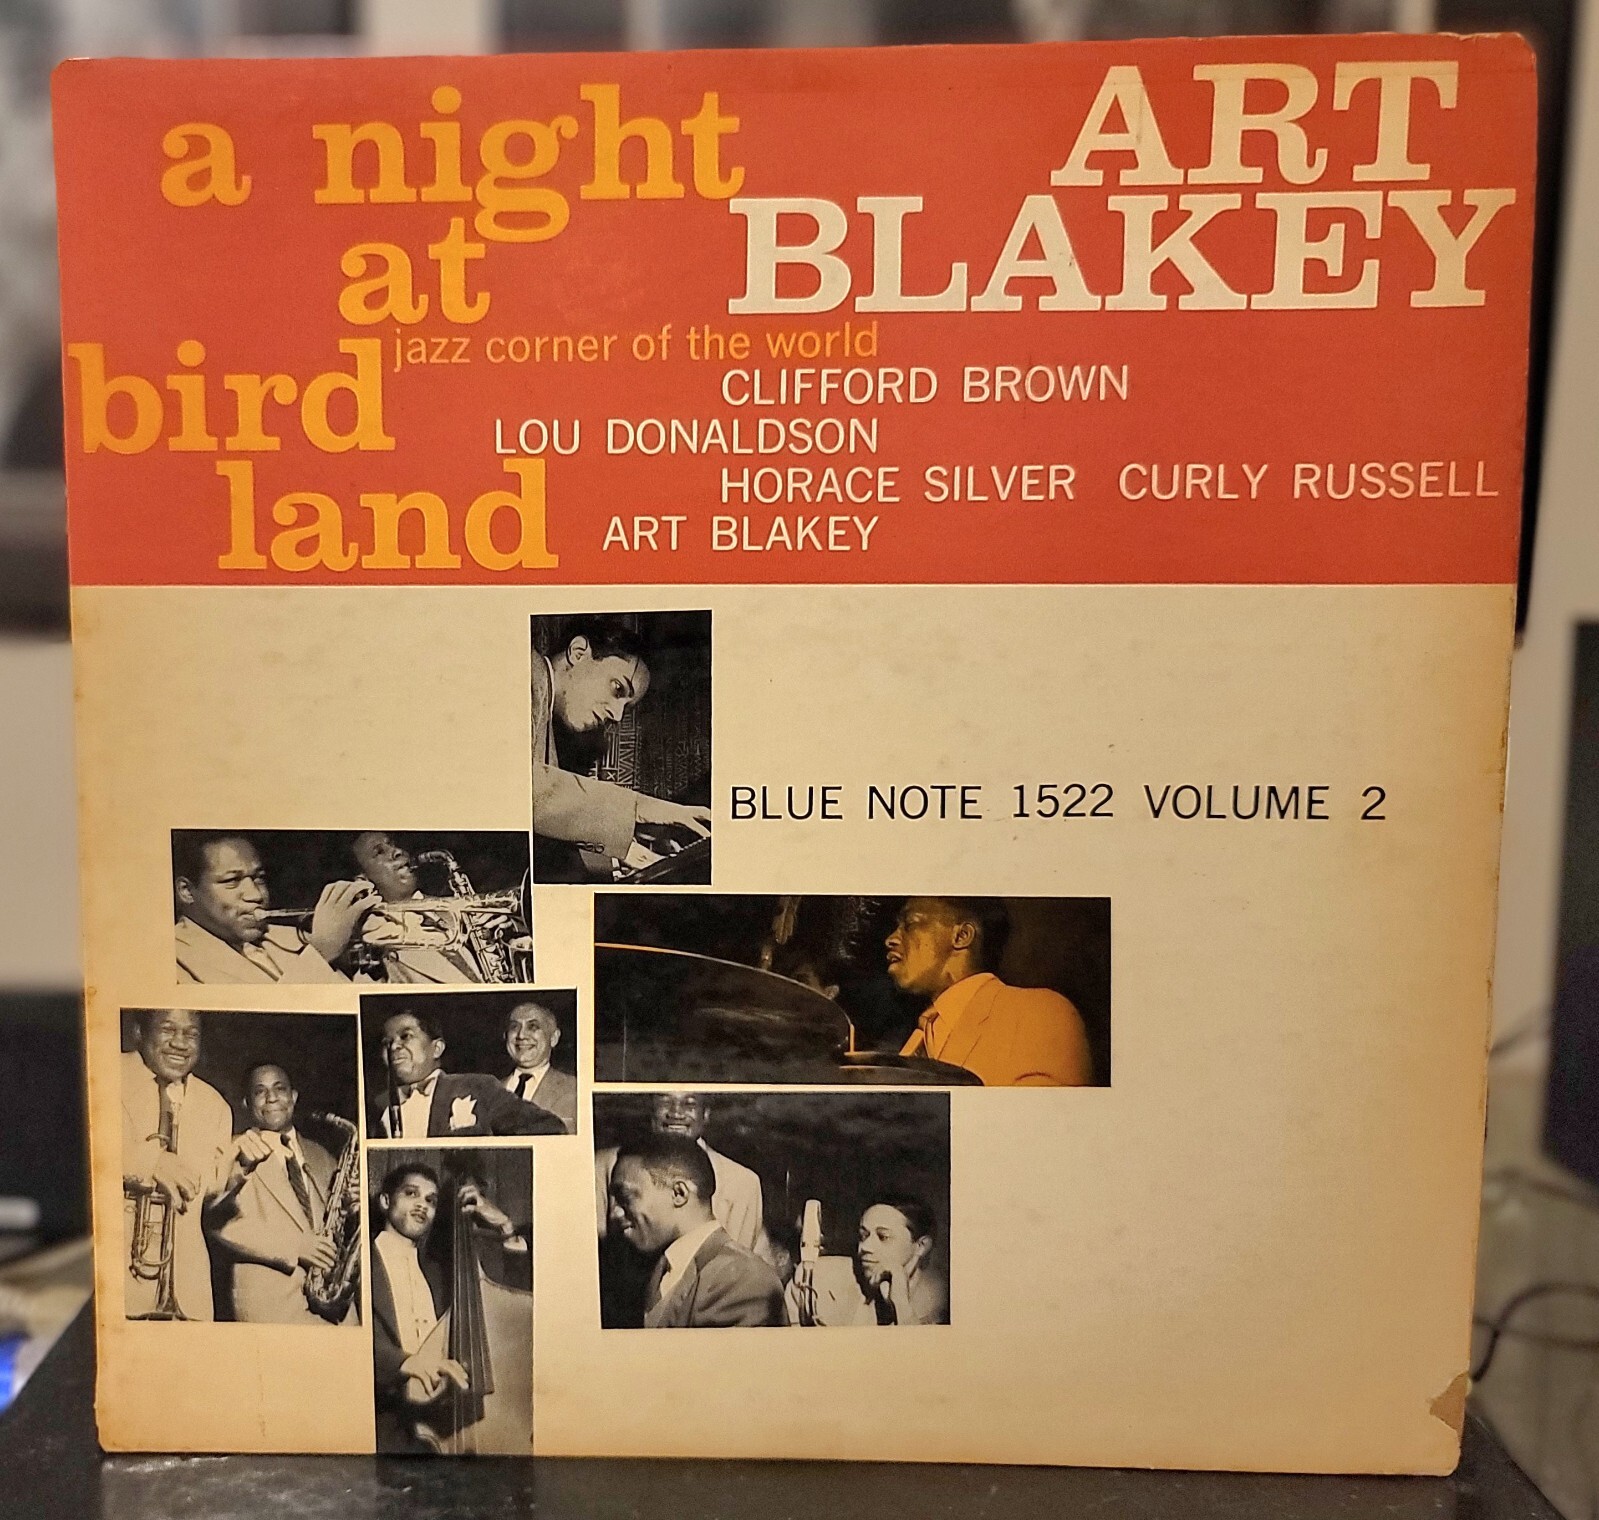 a night
at
bird
land
ART
BLAKEY
jazz corner of the world
CLIFFORD BROWN
LOU DONALDSON
HORACE SILVER CURLY RUSSELL
ART BLAKEY
BLUE NOTE 1522 VOLUME 2